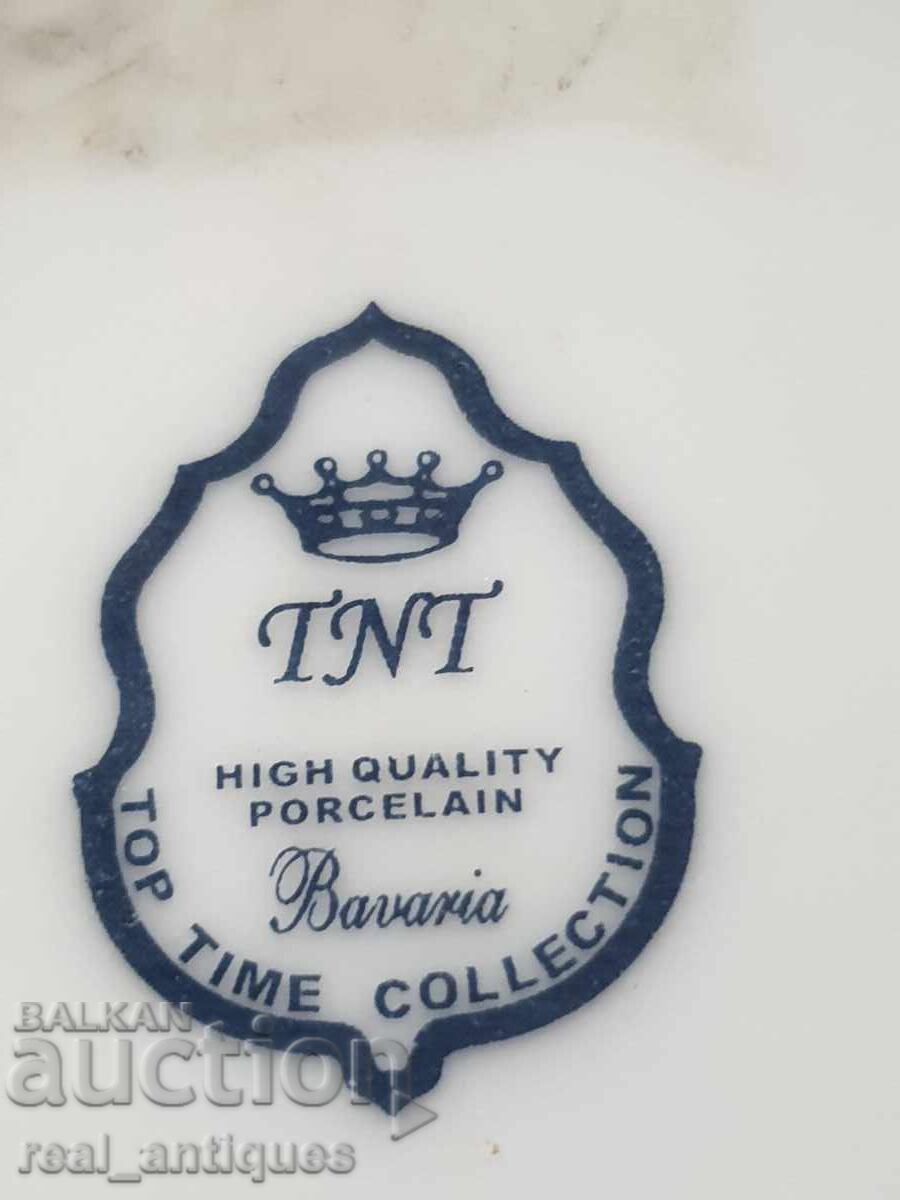 TNT
HIGH QUALITY
PORCELAIN
Bavaria
TOP TIME COLLECTION
BALKAN
auction
real_antiques